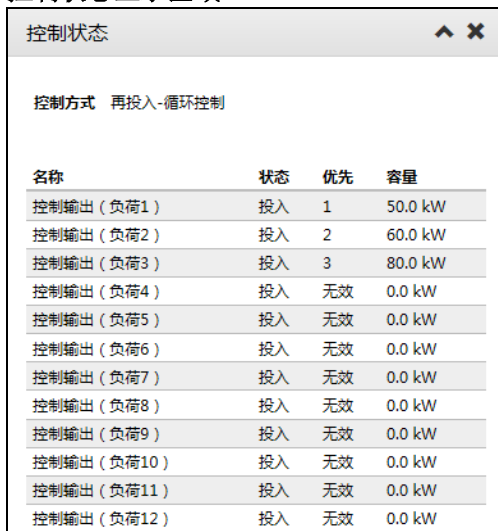 控制状态
控制方式 再投入-循环控制
名称 状态 优先 容量
控制输出（负荷1） 投入 1 50.0 kW
控制输出（负荷2） 投入 2 60.0 kW
控制输出（负荷3） 投入 3 80.0 kW
控制输出（负荷4） 投入 无效 0.0 kW
控制输出（负荷5） 投入 无效 0.0 kW
控制输出（负荷6） 投入 无效 0.0 kW
控制输出（负荷7） 投入 无效 0.0 kW
控制输出（负荷8） 投入 无效 0.0 kW
控制输出（负荷9） 投入 无效 0.0 kW
控制输出（负荷10） 投入 无效 0.0 kW
控制输出（负荷11） 投入 无效 0.0 kW
控制输出（负荷12） 投入 无效 0.0 kW